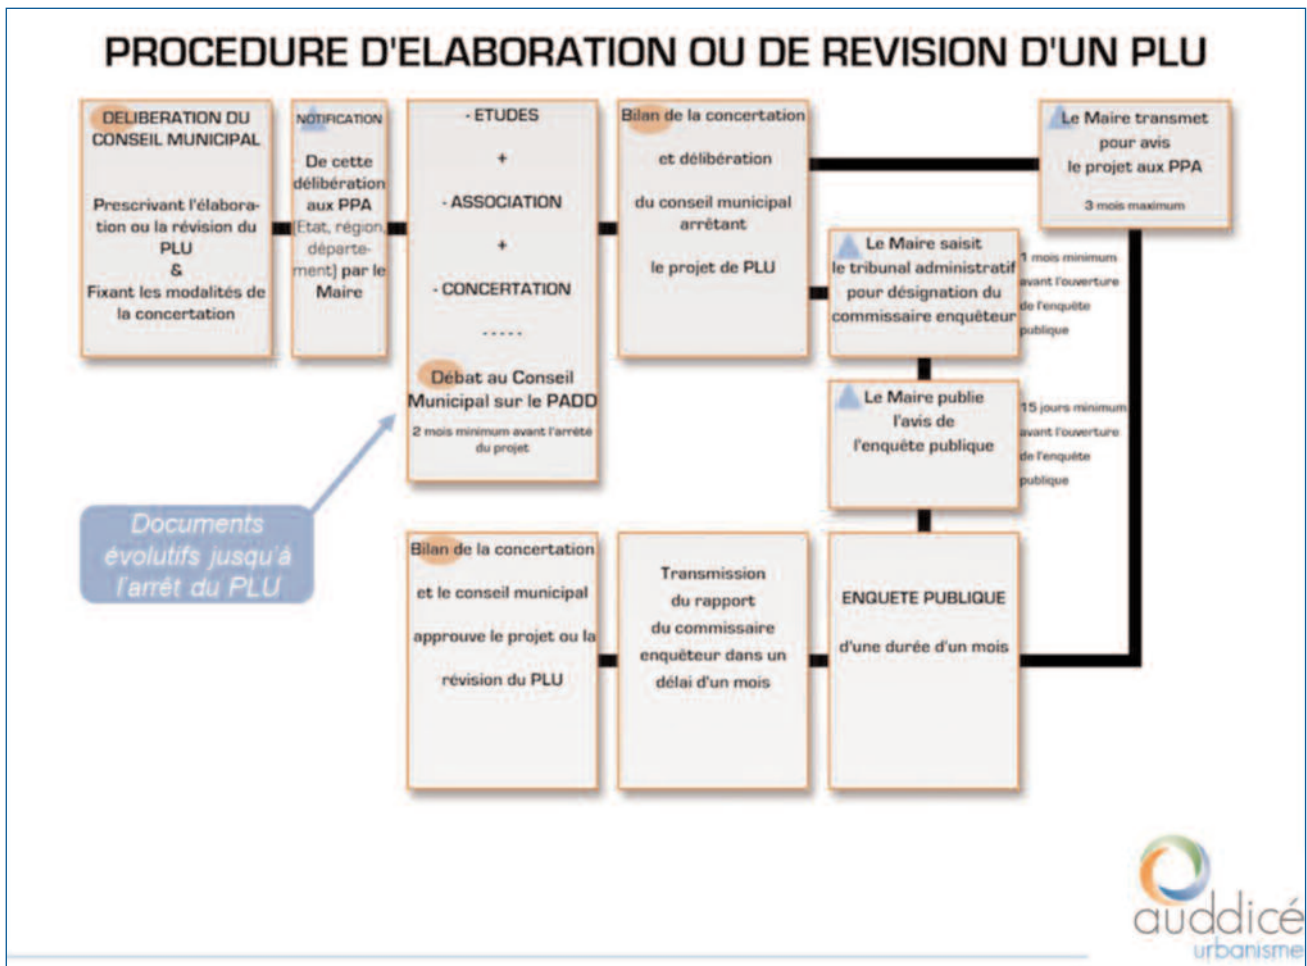 PROCEDURE D'ELABORATION OU DE REVISION D'UN PLU
DELIBERATION DU
CONSEIL MUNICIPAL
Prescrivant l'élabora-
tion ou la révision du
PLU
&
Fixant les modalités de
la concertation
NOTIFICATION
De cette
délibération
aux PPA
(Etat, région,
départe-
ment) par le
Maire
- ETUDES
+
- ASSOCIATION
+
- CONCERTATION
-----
Débat au Conseil
Municipal sur le PADD
2 mois minimum avant l'arrêté
du projet
Bilan de la concertation
et délibération
du conseil municipal
arrêtant
le projet de PLU
Le Maire transmet
pour avis
le projet aux PPA
3 mois maximum
Le Maire saisit
le tribunal administratif
pour désignation du
commissaire enquêteur
1 mois minimum
avant l'ouverture
de l'enquête
publique
Le Maire publie
l'avis de
l'enquête publique
15 jours minimum
avant l'ouverture
de l'enquête
publique
Documents
évolutifs jusqu'à
l'arrêt du PLU
Bilan de la concertation
et le conseil municipal
approuve le projet ou la
révision du PLU
Transmission
du rapport
du commissaire
enquêteur dans un
délai d'un mois
ENQUETE PUBLIQUE
d'une durée d'un mois
auddicé
urbanisme